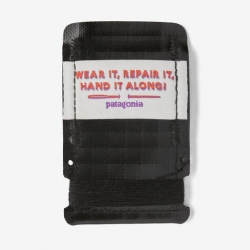 WEAR IT, REPAIR IT,
HAND IT ALONG!
patagonia